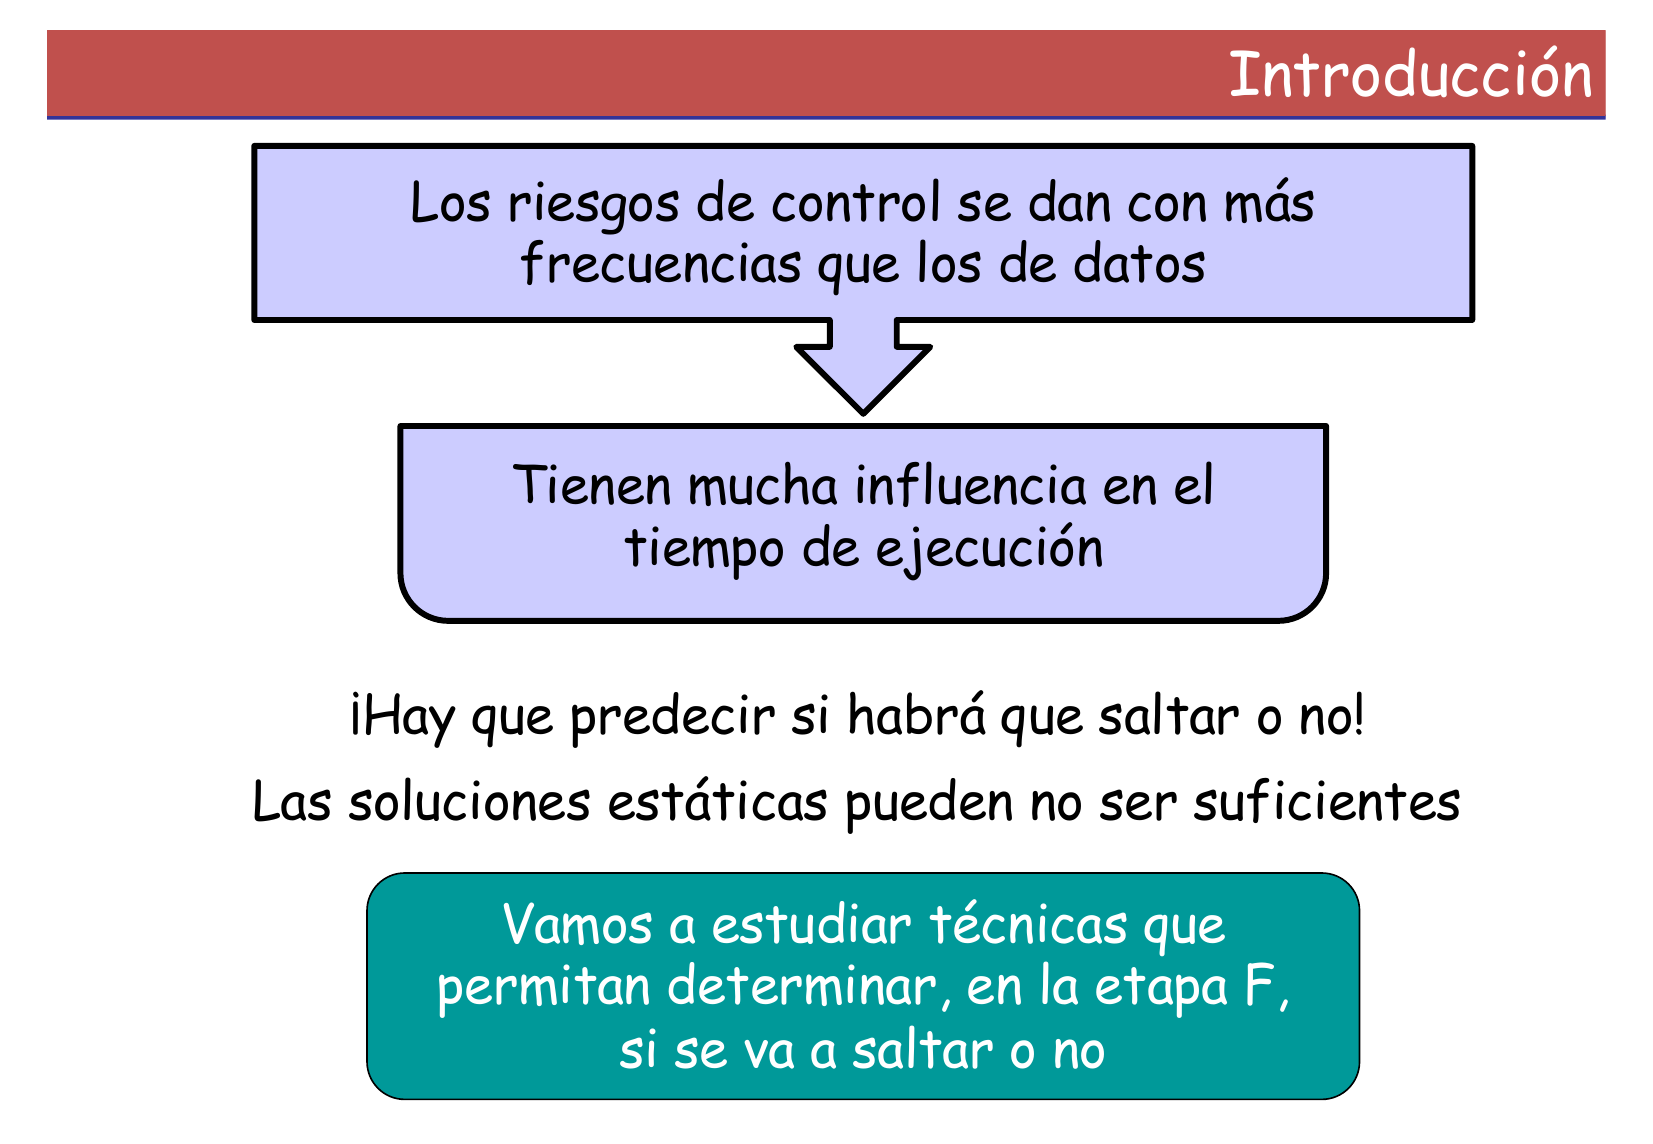 Introducción
Los riesgos de control se dan con más
frecuencias que los de datos
Tienen mucha influencia en el
tiempo de ejecución
¡Hay que predecir si habrá que saltar o no!
Las soluciones estáticas pueden no ser suficientes
Vamos a estudiar técnicas que
permitan determinar, en la etapa F,
si se va a saltar o no